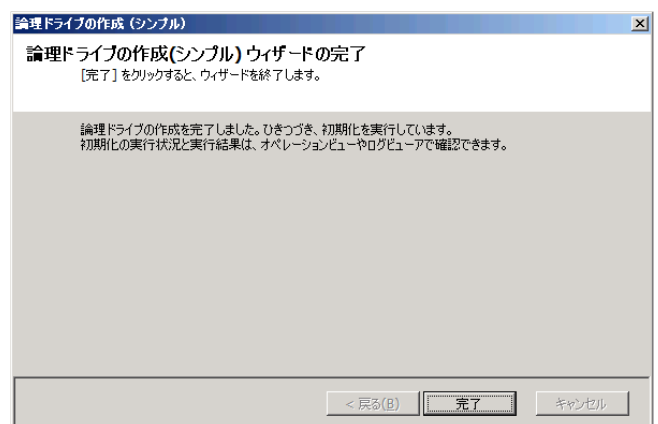 論理ドライブの作成 (シンプル)
論理ドライブの作成(シンプル) ウィザードの完了
[完了] をクリックすると、ウィザードを終了します。
論理ドライブの作成を完了しました。ひきつづき、初期化を実行しています。
初期化の実行状況と実行結果は、オペレーションビューやログビューアで確認できます。
< 戻る(B) 完了 キャンセル